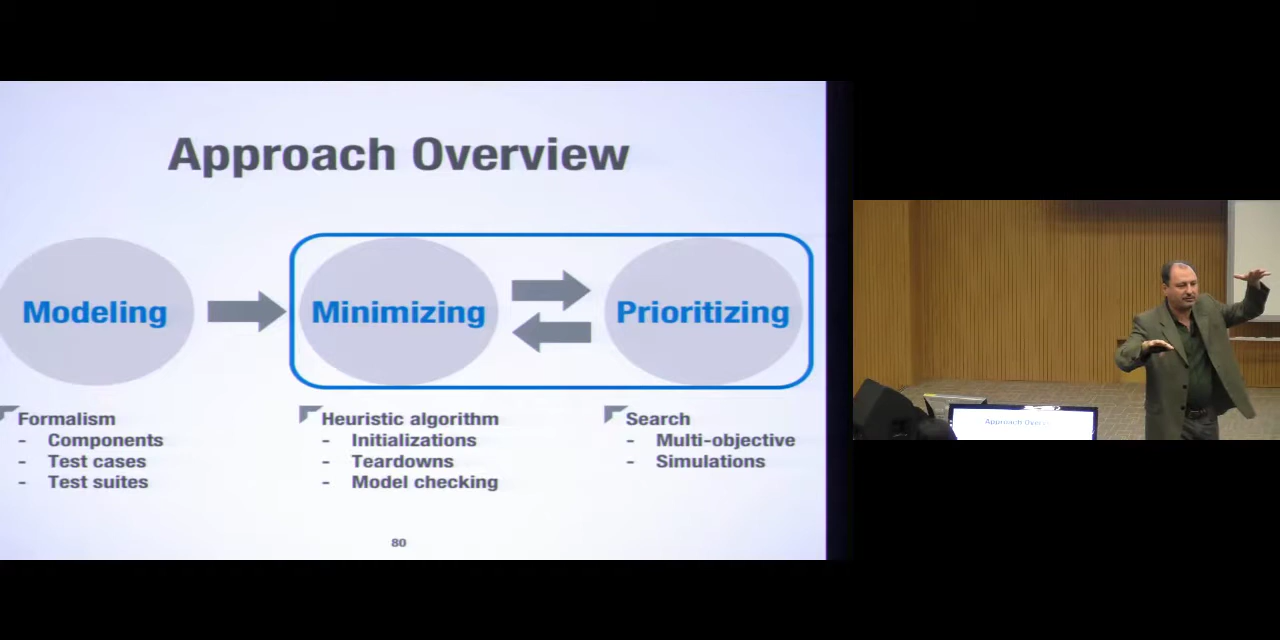 Approach Overview
Modeling
Minimizing
Prioritizing
Formalism
- Components
- Test cases
- Test suites
Heuristic algorithm
- Initializations
- Teardowns
- Model checking
Search
- Multi-objective
- Simulations
80
Approach